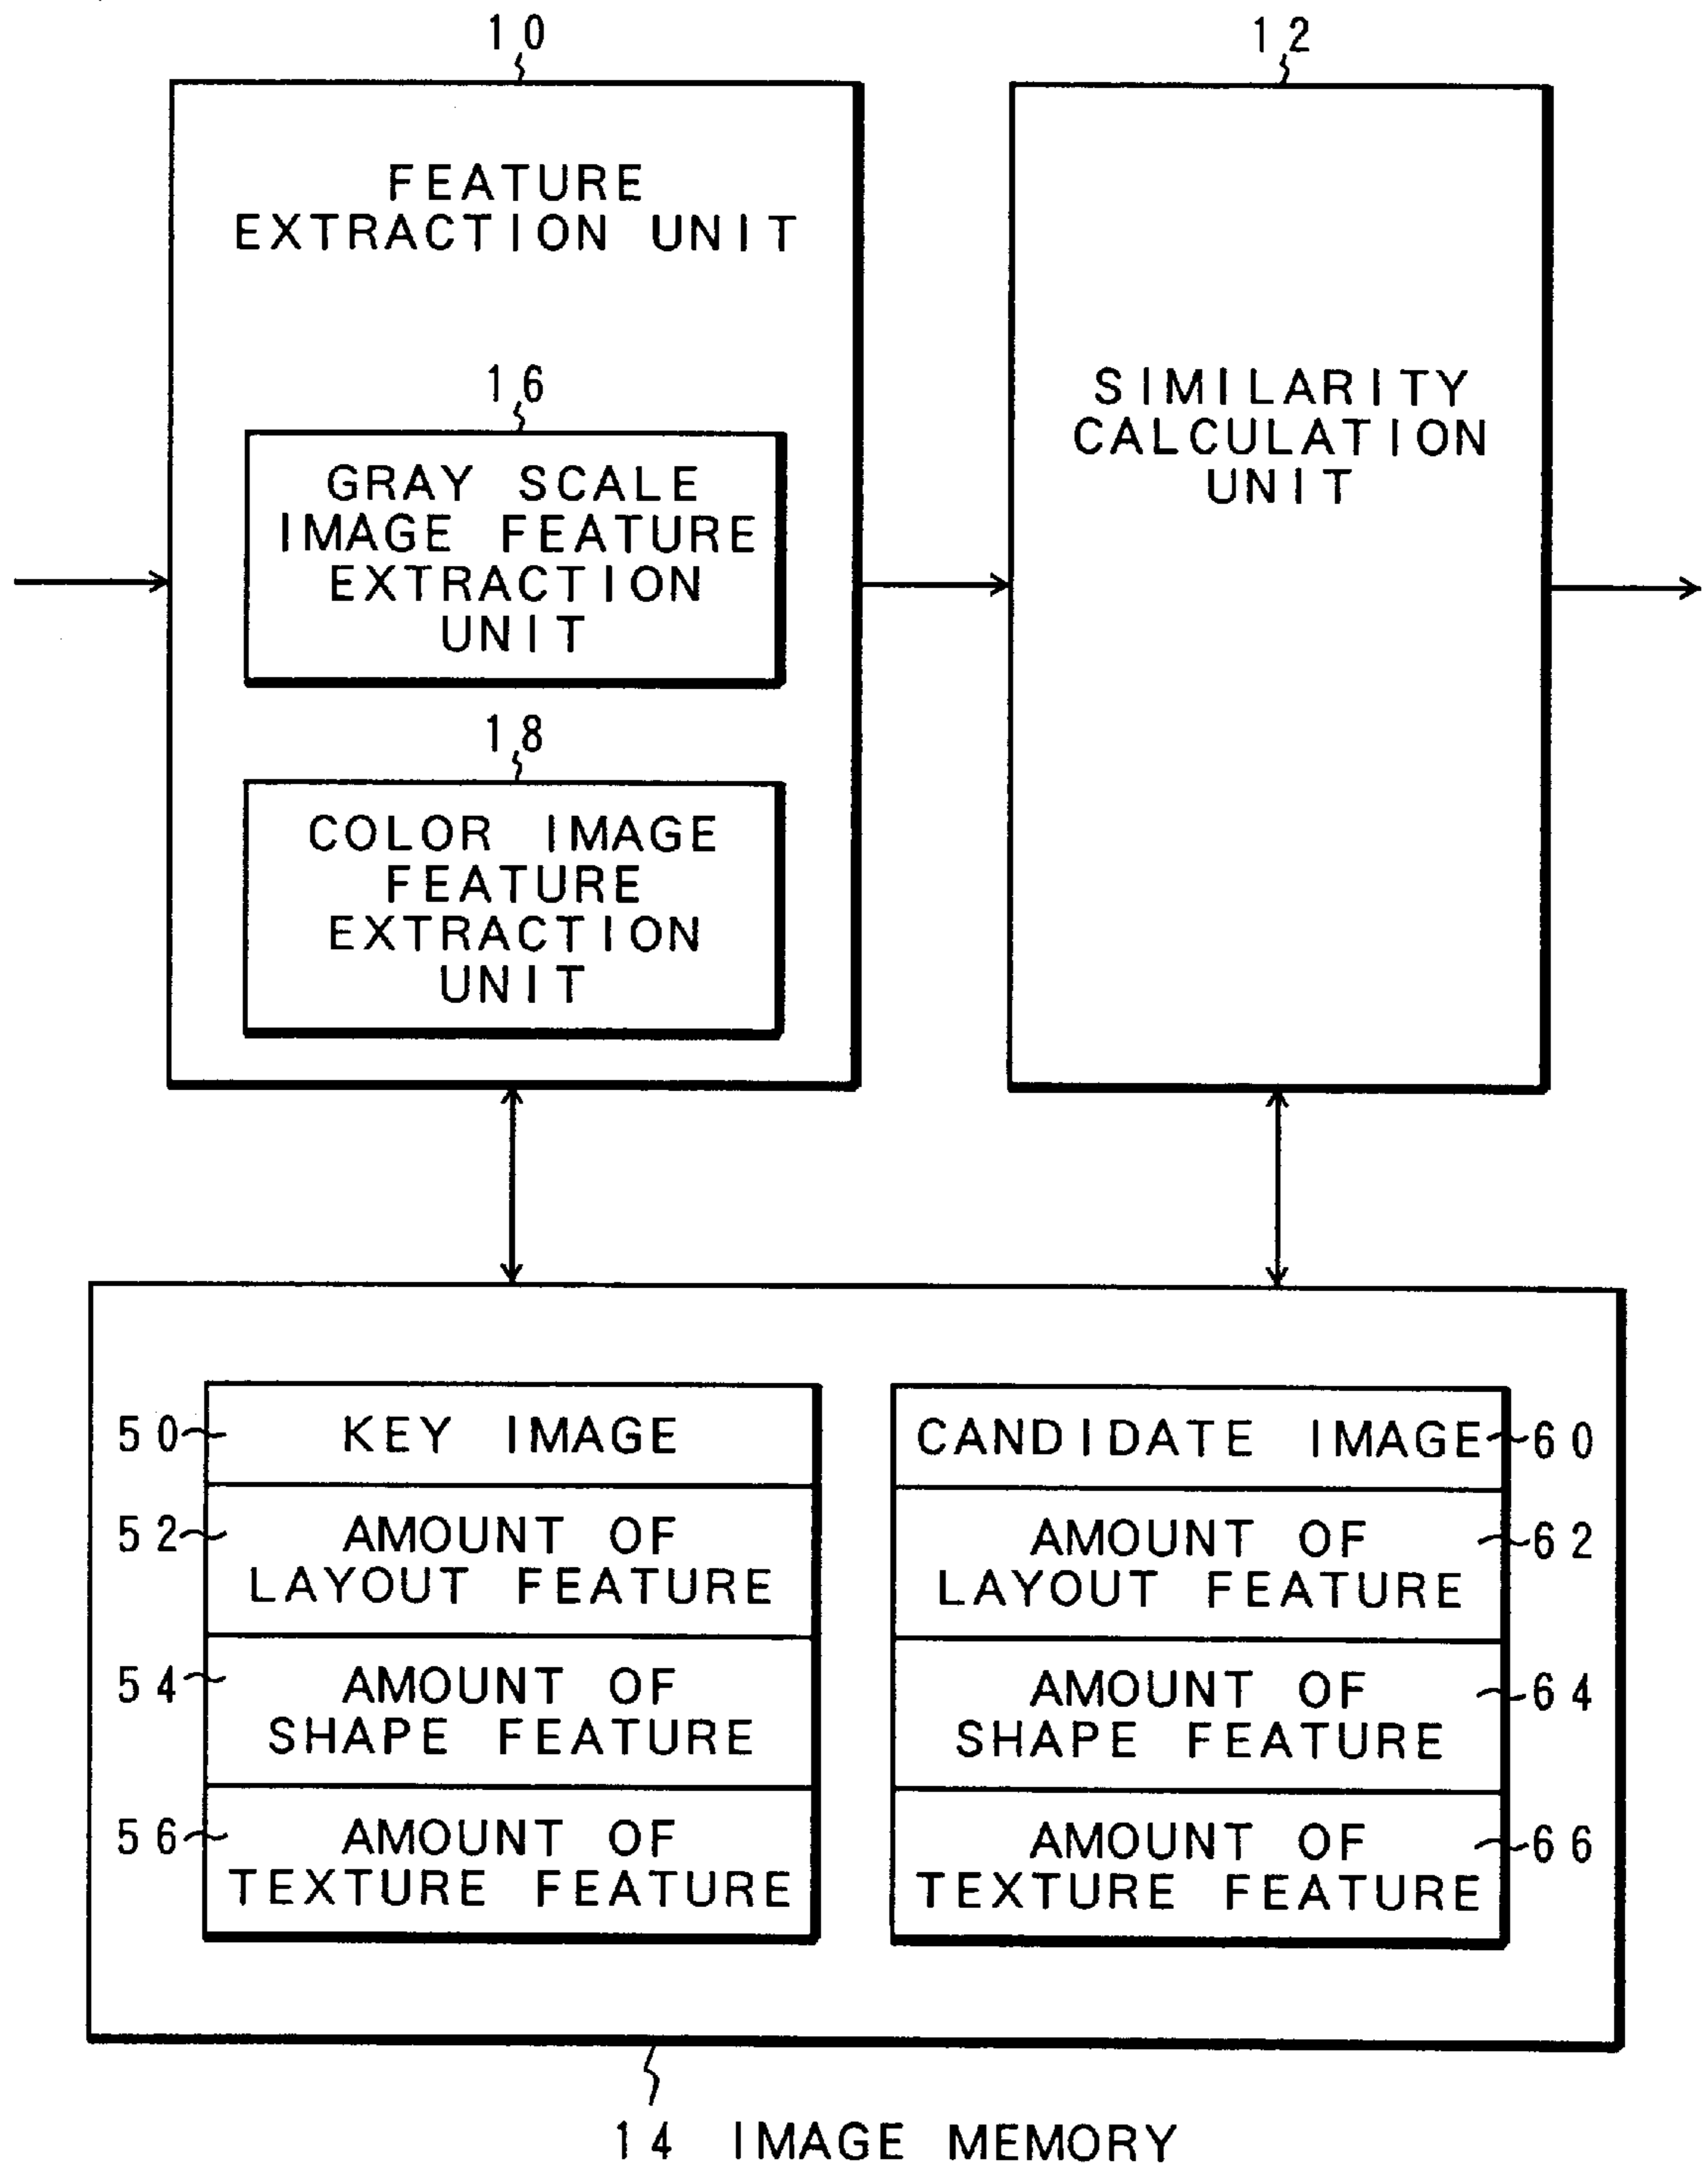 10
FEATURE
EXTRACTION UNIT
16
GRAY SCALE
IMAGE FEATURE
EXTRACTION
UNIT
18
COLOR IMAGE
FEATURE
EXTRACTION
UNIT
12
SIMILARITY
CALCULATION
UNIT
50
KEY IMAGE
52
AMOUNT OF
LAYOUT FEATURE
54
AMOUNT OF
SHAPE FEATURE
56
AMOUNT OF
TEXTURE FEATURE
CANDIDATE IMAGE
60
AMOUNT OF
LAYOUT FEATURE
62
AMOUNT OF
SHAPE FEATURE
64
AMOUNT OF
TEXTURE FEATURE
66
14 IMAGE MEMORY